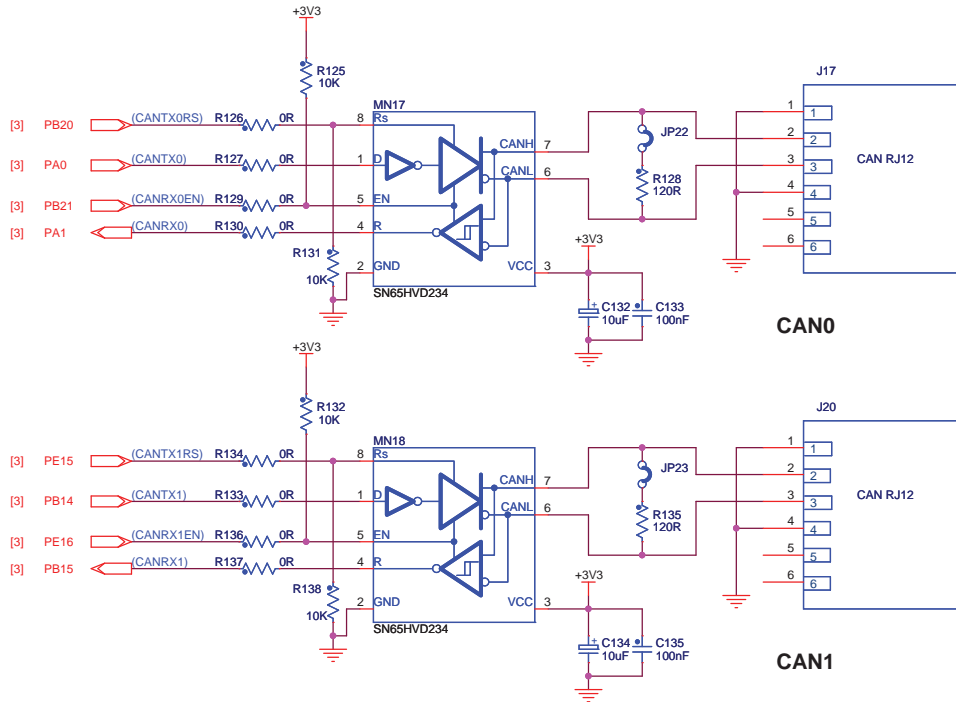 +3V3
R125
10K
J17
MN17
1 1
[3] PB20 (CANTX0RS) R126 0R 8 Rs
JP22
CANH 7
2 2
[3] PA0 (CANTX0) R127 0R 1 D
3 3
CAN RJ12
CANL 6
R128
120R
4 4
[3] PB21 (CANRX0EN) R129 0R 5 EN
5 5
[3] PA1 (CANRX0) R130 0R 4 R
6 6
+3V3
R131
10K
2 GND
VCC 3
SN65HVD234
+
C132
10uF
C133
100nF
CAN0
+3V3
R132
10K
J20
MN18
1 1
[3] PE15 (CANTX1RS) R134 0R 8 Rs
JP23
CANH 7
2 2
[3] PB14 (CANTX1) R133 0R 1 D
3 3
CAN RJ12
CANL 6
R135
120R
4 4
[3] PE16 (CANRX1EN) R136 0R 5 EN
5 5
[3] PB15 (CANRX1) R137 0R 4 R
6 6
+3V3
R138
10K
2 GND
VCC 3
SN65HVD234
+
C134
10uF
C135
100nF
CAN1